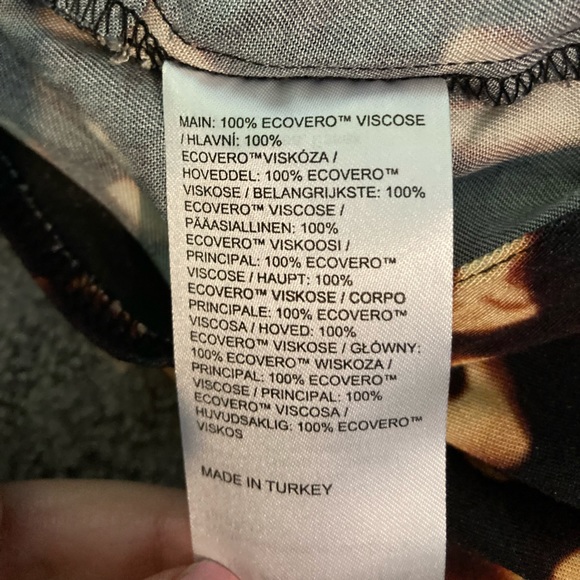 MAIN: 100% ECOVERO™ VISCOSE
/ HLAVNÍ: 100%
ECOVERO™VISKÓZA /
HOVEDDEL: 100% ECOVERO™
VISKOSE / BELANGRIJKSTE: 100%
ECOVERO™ VISCOSE /
PÄÄASIALLINEN: 100%
ECOVERO™ VISKOOSI /
PRINCIPAL: 100% ECOVERO™
VISCOSE / HAUPT: 100%
ECOVERO™ VISKOSE / CORPO
PRINCIPALE: 100% ECOVERO™
VISCOSA / HOVED: 100%
ECOVERO™ VISKOSE / GŁÓWNY:
100% ECOVERO™ WISKOZA /
PRINCIPAL: 100% ECOVERO™
VISCOSE / PRINCIPAL: 100%
ECOVERO™ VISCOSA /
HUVUDSAKLIG: 100% ECOVERO™
VISKOS
MADE IN TURKEY